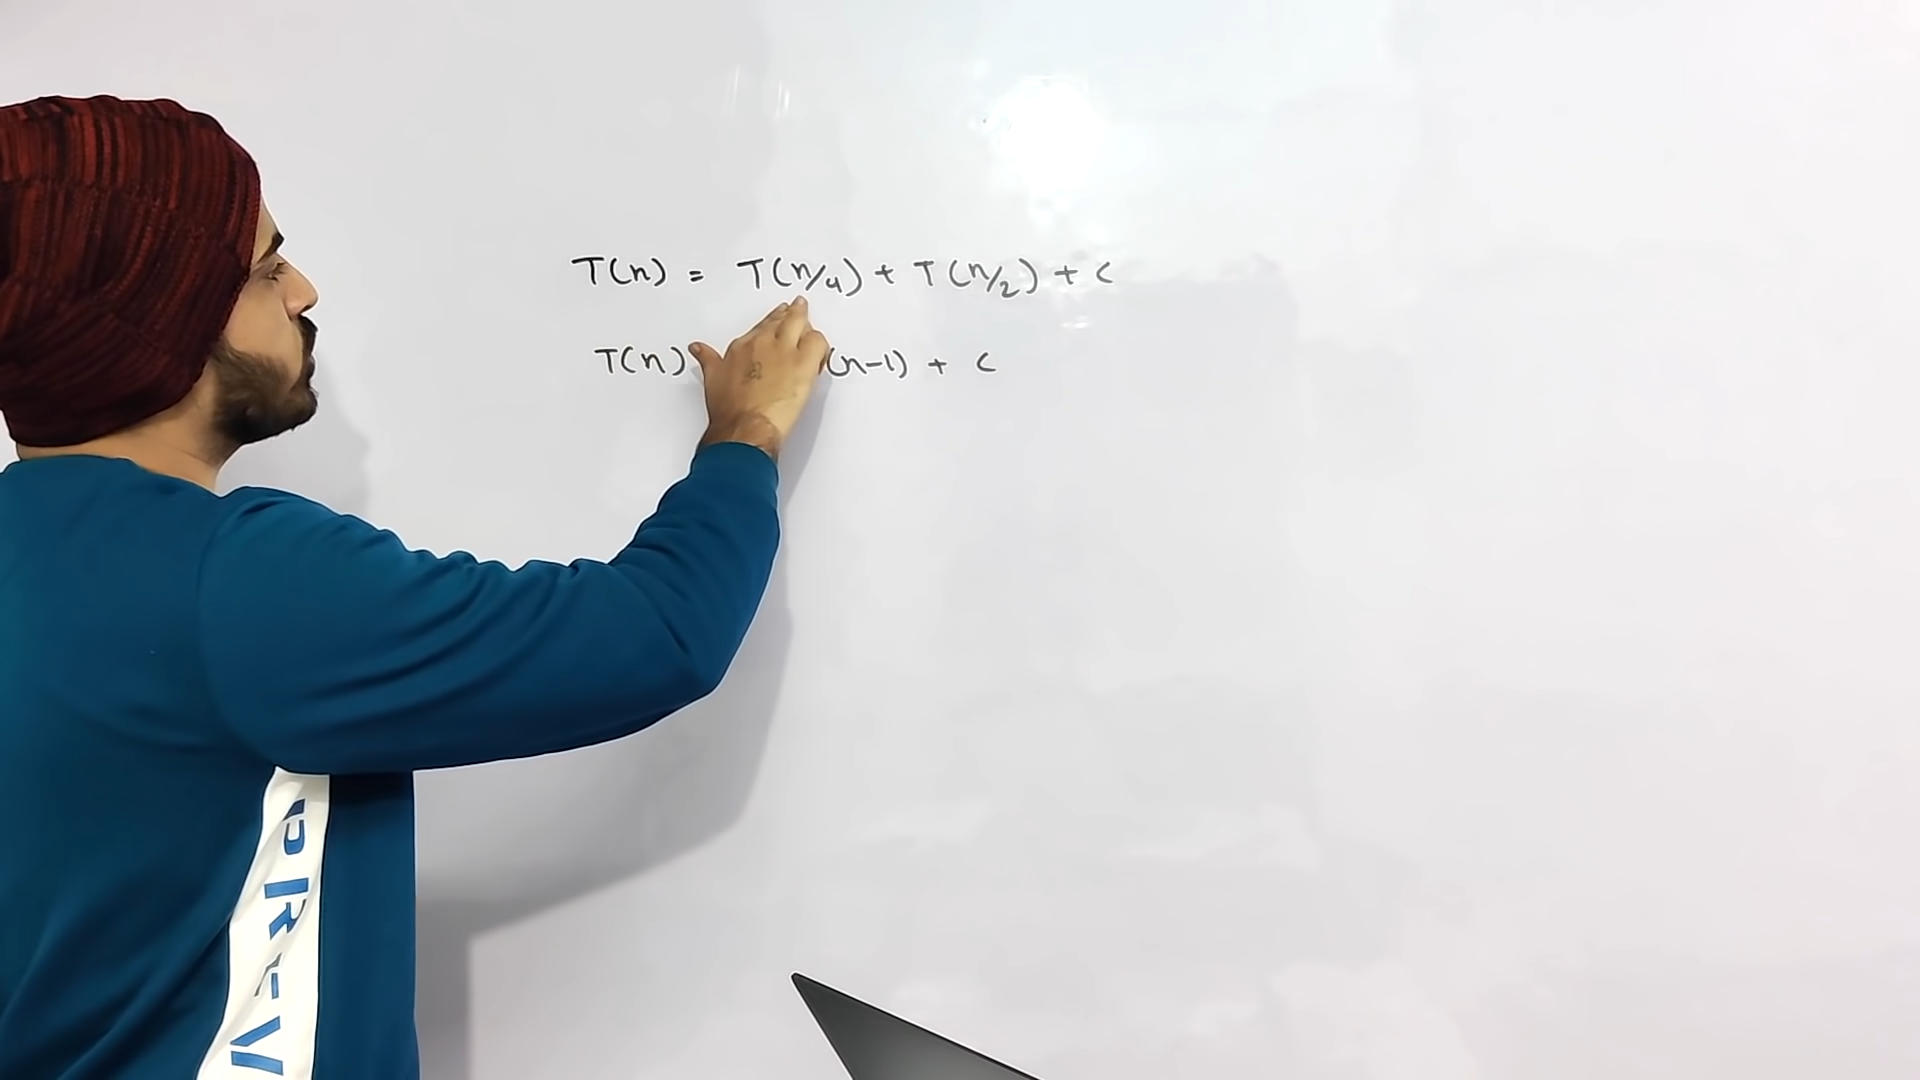 T(n) = T(n/4) + T(n/2) + C
T(n) (n-1) + C